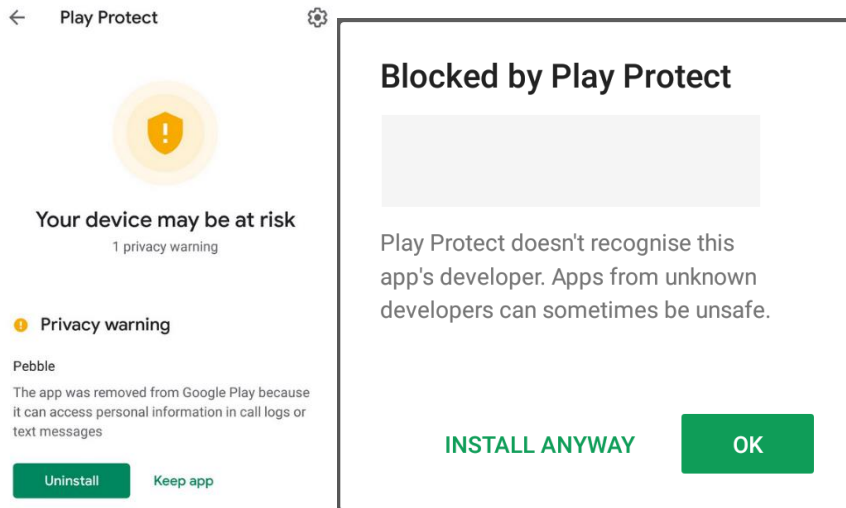 Play Protect
Your device may be at risk
1 privacy warning
Privacy warning
Pebble
The app was removed from Google Play because
it can access personal information in call logs or
text messages
Uninstall
Keep app
Blocked by Play Protect
Play Protect doesn't recognise this
app's developer. Apps from unknown
developers can sometimes be unsafe.
INSTALL ANYWAY
OK